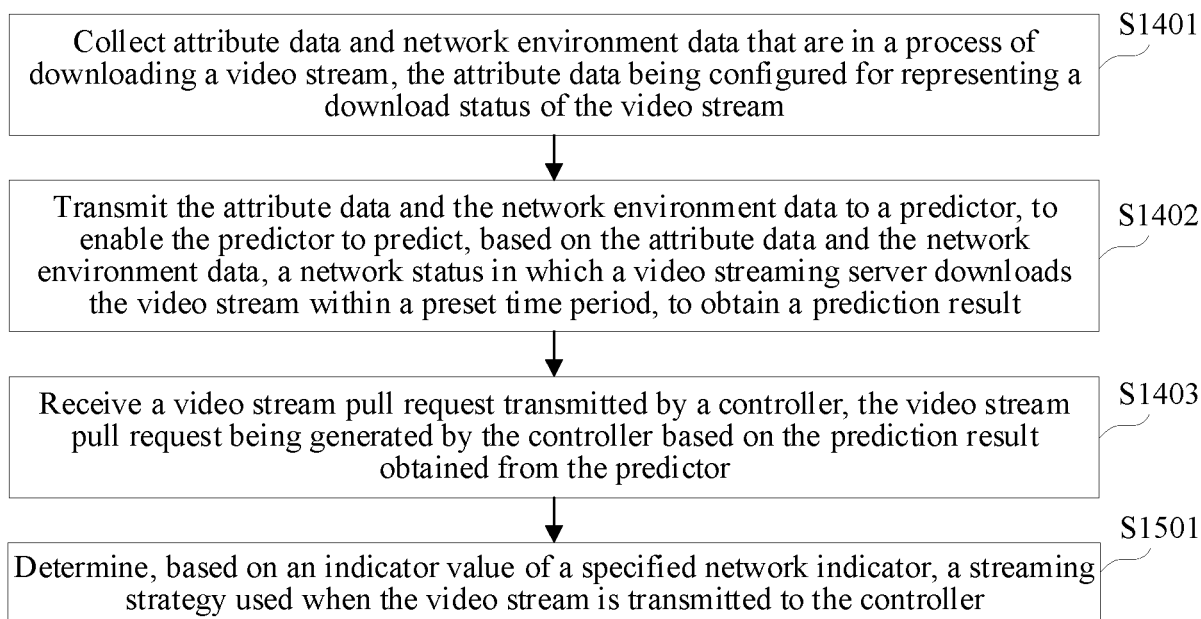 S1401
Collect attribute data and network environment data that are in a process of
downloading a video stream, the attribute data being configured for representing a
download status of the video stream
S1402
Transmit the attribute data and the network environment data to a predictor, to
enable the predictor to predict, based on the attribute data and the network
environment data, a network status in which a video streaming server downloads
the video stream within a preset time period, to obtain a prediction result
S1403
Receive a video stream pull request transmitted by a controller, the video stream
pull request being generated by the controller based on the prediction result
obtained from the predictor
S1501
Determine, based on an indicator value of a specified network indicator, a streaming
strategy used when the video stream is transmitted to the controller